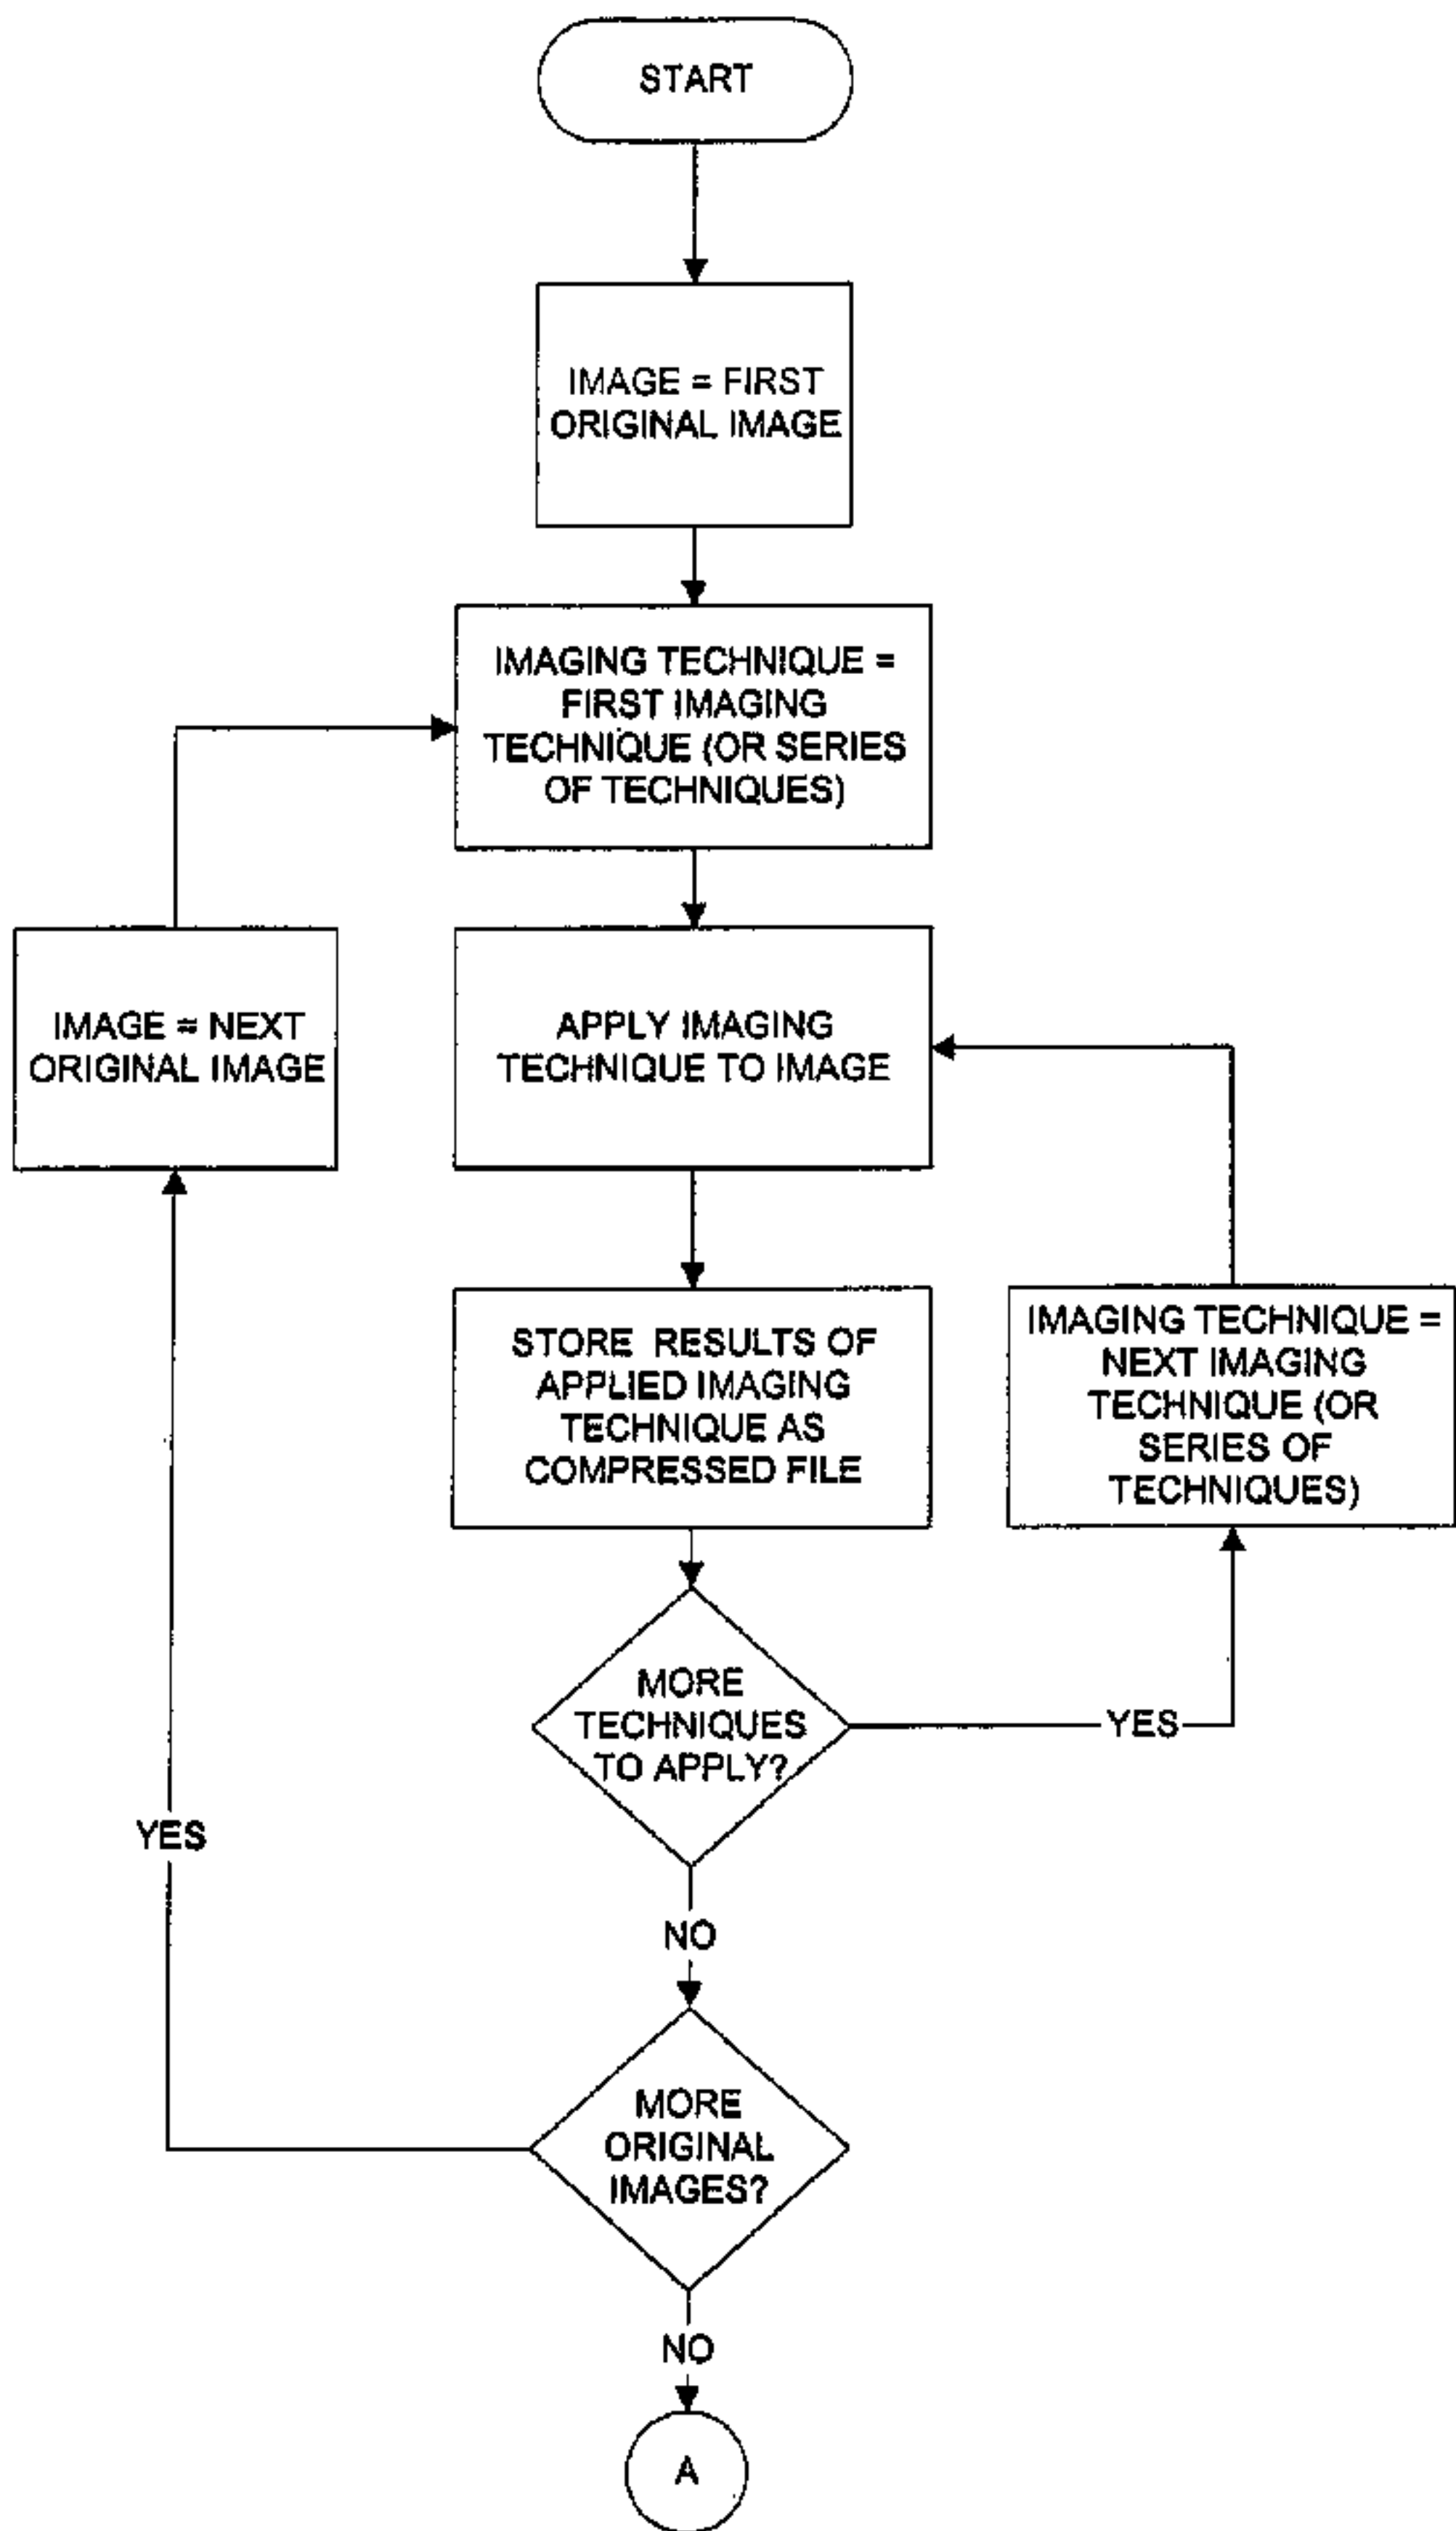 START
IMAGE = FIRST
ORIGINAL IMAGE
IMAGING TECHNIQUE =
FIRST IMAGING
TECHNIQUE (OR SERIES
OF TECHNIQUES)
IMAGE = NEXT
ORIGINAL IMAGE
APPLY IMAGING
TECHNIQUE TO IMAGE
STORE RESULTS OF
APPLIED IMAGING
TECHNIQUE AS
COMPRESSED FILE
IMAGING TECHNIQUE =
NEXT IMAGING
TECHNIQUE (OR
SERIES OF
TECHNIQUES)
MORE
TECHNIQUES
TO APPLY?
YES
YES
NO
MORE
ORIGINAL
IMAGES?
NO
A